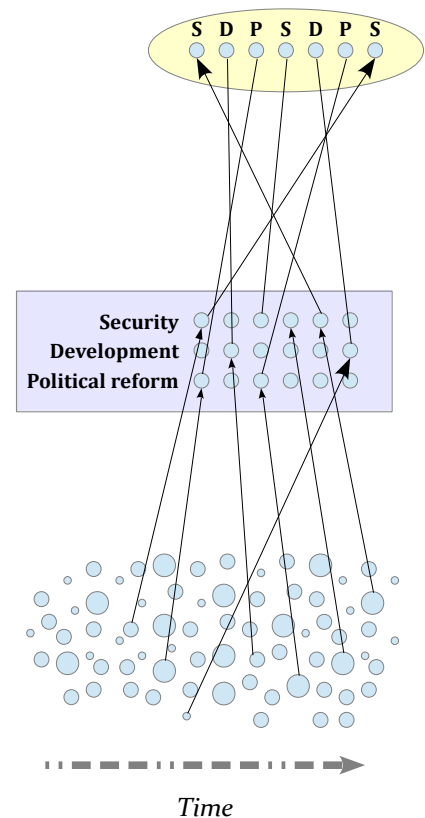 S D P S D P S
Security
Development
Political reform
Time